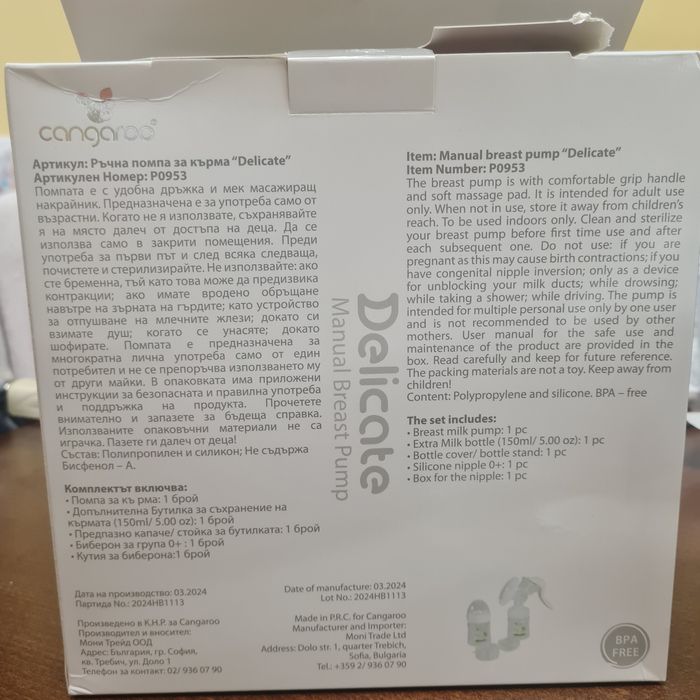 cangaroo
Артикул: Ръчна помпа за кърма "Delicate"
Артикулен Номер: P0953
Помпата е с удобна дръжка и мек масажиращ
накрайник. Предназначена е за употреба само от
възрастни. Когато не я използвате, съхранявайте
я на място далеч от достъпа на деца. Да се
използва само в закрити помещения. Преди
употреба за първи път и след всяка следваща,
почистете и стерилизирайте. Не използвайте: ако
сте бременна, тъй като това може да предизвика
контракции; ако имате вродено обръщане
навътре на зърната на гърдите; като устройство
за отпушване на млечните жлези; докато си
взимате душ; когато се унасяте; докато
шофирате. Помпата е предназначена за
многократна лична употреба само от един
потребител и не се препоръчва използването му
от други майки. В опаковката има приложени
инструкции за безопасната и правилна употреба
и поддръжка на продукта. Прочетете
внимателно и запазете за бъдеща справка.
Използваните опаковъчни материали не са
играчка. Пазете ги далеч от деца!
Състав: Полипропилен и силикон; Не съдържа
Бисфенол – А.
Комплектът включва:
• Помпа за къ рма: 1 брой
• Допълнителна Бутилка за съхранение на
кърмата (150ml/ 5.00 oz): 1 брой
• Предпазно капаче/ стойка за бутилката: 1 брой
• Биберон за група 0+ : 1 брой
• Кутия за биберона:1 брой
Дата на производство: 03.2024
Партида No.: 2024HB1113
Произведено в К.Н.Р. за Cangaroo
Производител и вносител:
Мони Трейд ООД
Адрес: България, гр. София,
кв. Требич, ул. Доло 1
Телефон за контакт: 02/ 936 07 90
Delicate
Manual Breast Pump
Item: Manual breast pump "Delicate"
Item Number: P0953
The breast pump is with comfortable grip handle
and soft massage pad. It is intended for adult use
only. When not in use, store it away from children's
reach. To be used indoors only. Clean and sterilize
your breast pump before first time use and after
each subsequent one. Do not use: if you are
pregnant as this may cause birth contractions; if you
have congenital nipple inversion; only as a device
for unblocking your milk ducts; while drowsing;
while taking a shower; while driving. The pump is
intended for multiple personal use only by one user
and is not recommended to be used by other
mothers. User manual for the safe use and
maintenance of the product are provided in the
box. Read carefully and keep for future reference.
The packing materials are not a toy. Keep away from
children!
Content: Polypropylene and silicone. BPA – free
The set includes:
• Breast milk pump: 1 pc
• Extra Milk bottle (150ml/ 5.00 oz): 1 pc
• Bottle cover/ bottle stand: 1 pc
• Silicone nipple 0+: 1 pc
• Box for the nipple: 1 pc
Date of manufacture: 03.2024
Lot No.: 2024HB1113
Made in P.R.C. for Cangaroo
Manufacturer and Importer:
Moni Trade Ltd
Address: Dolo str. 1, quarter Trebich,
Sofia, Bulgaria
Tel.: +359 2/ 936 07 90
BPA
FREE